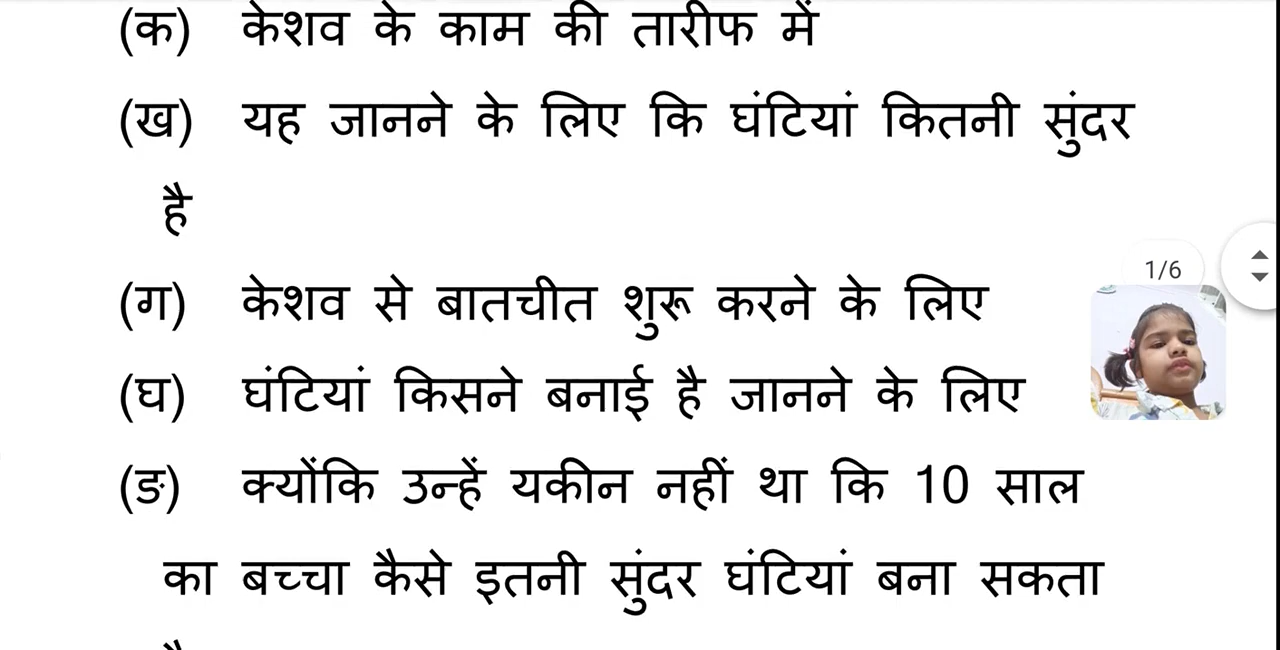 (क) केशव के काम की तारीफ में
(ख) यह जानने के लिए कि घंटियां कितनी सुंदर
है
1/6
(ग) केशव से बातचीत शुरू करने के लिए
(घ) घंटियां किसने बनाई है जानने के लिए
(ङ) क्योंकि उन्हें यकीन नहीं था कि 10 साल
का बच्चा कैसे इतनी सुंदर घंटियां बना सकता